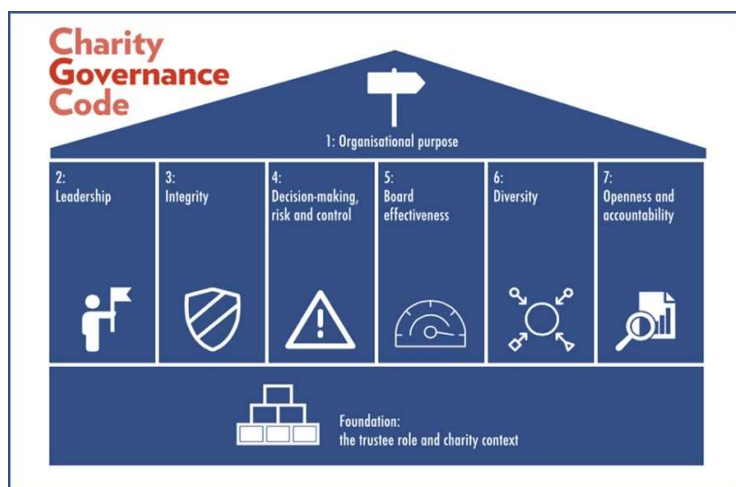 Charity
Governance
Code
1: Organisational purpose
2:
Leadership
3:
Integrity
4:
Decision-making,
risk and control
5:
Board
effectiveness
6:
Diversity
7:
Openness and
accountability
Foundation:
the trustee role and charity context